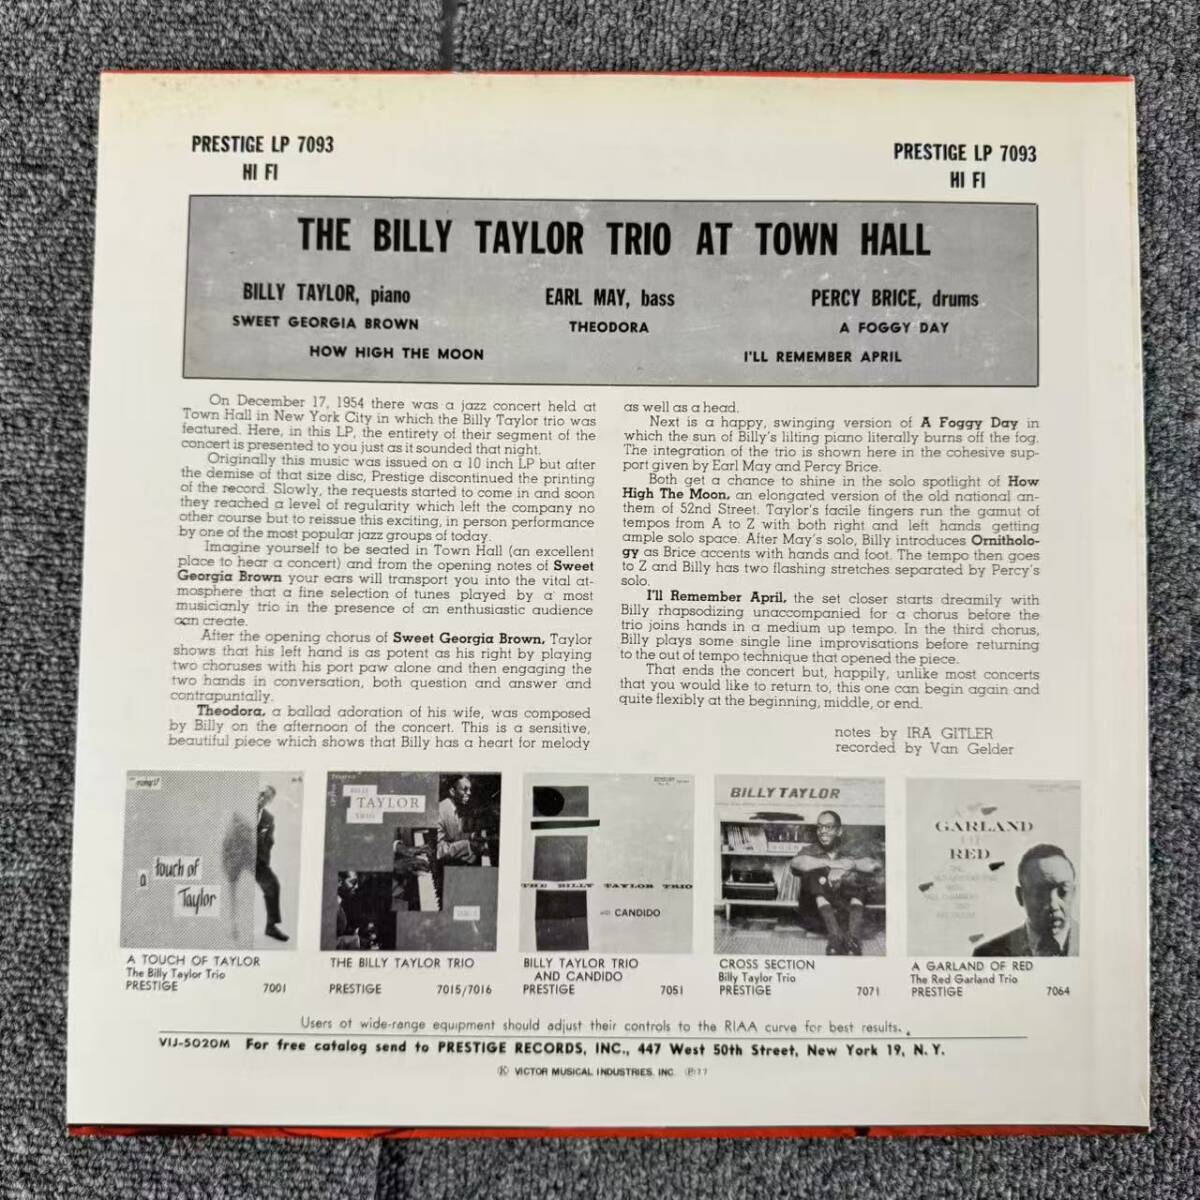 PRESTIGE LP 7093
HI FI
PRESTIGE LP 7093
HI FI
THE BILLY TAYLOR TRIO AT TOWN HALL
BILLY TAYLOR, piano EARL MAY, bass PERCY BRICE, drums
SWEET GEORGIA BROWN THEODORA A FOGGY DAY
HOW HIGH THE MOON I'LL REMEMBER APRIL
On December 17, 1954 there was a jazz concert held at
Town Hall in New York City in which the Billy Taylor trio was
featured. Here, in this LP, the entirety of their segment of the
concert is presented to you just as it sounded that night.
Originally this music was issued on a 10 inch LP but after
the demise of that size disc, Prestige discontinued the printing
of the record. Slowly, the requests started to come in and soon
they reached a level of regularity which left the company no
other course but to reissue this exciting, in person performance
by one of the most popular jazz groups of today.
Imagine yourself to be seated in Town Hall (an excellent
place to hear a concert) and from the opening notes of Sweet
Georgia Brown your ears will transport you into the vital at-
mosphere that a fine selection of tunes played by a most
musicianly trio in the presence of an enthusiastic audience
can create.
After the opening chorus of Sweet Georgia Brown, Taylor
shows that his left hand is as potent as his right by playing
two choruses with his port paw alone and then engaging the
two hands in conversation, both question and answer and
contrapuntally.
Theodora, a ballad adoration of his wife, was composed
by Billy on the afternoon of the concert. This is a sensitive,
beautiful piece which shows that Billy has a heart for melody
as well as a head.
Next is a happy, swinging version of A Foggy Day in
which the sun of Billy's lilting piano literally burns off the fog.
The integration of the trio is shown here in the cohesive sup-
port given by Earl May and Percy Brice.
Both get a chance to shine in the solo spotlight of How
High The Moon, an elongated version of the old national an-
them of 52nd Street. Taylor's facile fingers run the gamut of
tempos from A to Z with both right and left hands getting
ample solo space. After May's solo, Billy introduces Ornitholo-
gy as Brice accents with hands and foot. The tempo then goes
to Z and Billy has two flashing stretches separated by Percy's
solo.
I'll Remember April, the set closer starts dreamily with
Billy rhapsodizing unaccompanied for a chorus before the
trio joins hands in a medium up tempo. In the third chorus,
Billy plays some single line improvisations before returning
to the out of tempo technique that opened the piece.
That ends the concert but, happily, unlike most concerts
that you would like to return to, this one can begin again and
quite flexibly at the beginning, middle, or end.
notes by IRA GITLER
recorded by Van Gelder
a touch of
Taylor
BILLY
TAYLOR
TRIO
THE BILLY TAYLOR TRIO
with CANDIDO
BILLY TAYLOR
A
GARLAND
OF
RED
A TOUCH OF TAYLOR
The Billy Taylor Trio
PRESTIGE 7001
THE BILLY TAYLOR TRIO
PRESTIGE 7015/7016
BILLY TAYLOR TRIO
AND CANDIDO
PRESTIGE 7051
CROSS SECTION
Billy Taylor Trio
PRESTIGE 7071
A GARLAND OF RED
The Red Garland Trio
PRESTIGE 7064
Users of wide-range equipment should adjust their controls to the RIAA curve for best results.
VIJ-5020M For free catalog send to PRESTIGE RECORDS, INC., 447 West 50th Street, New York 19, N.Y.
Ⓚ VICTOR MUSICAL INDUSTRIES, INC. Ⓟ'77